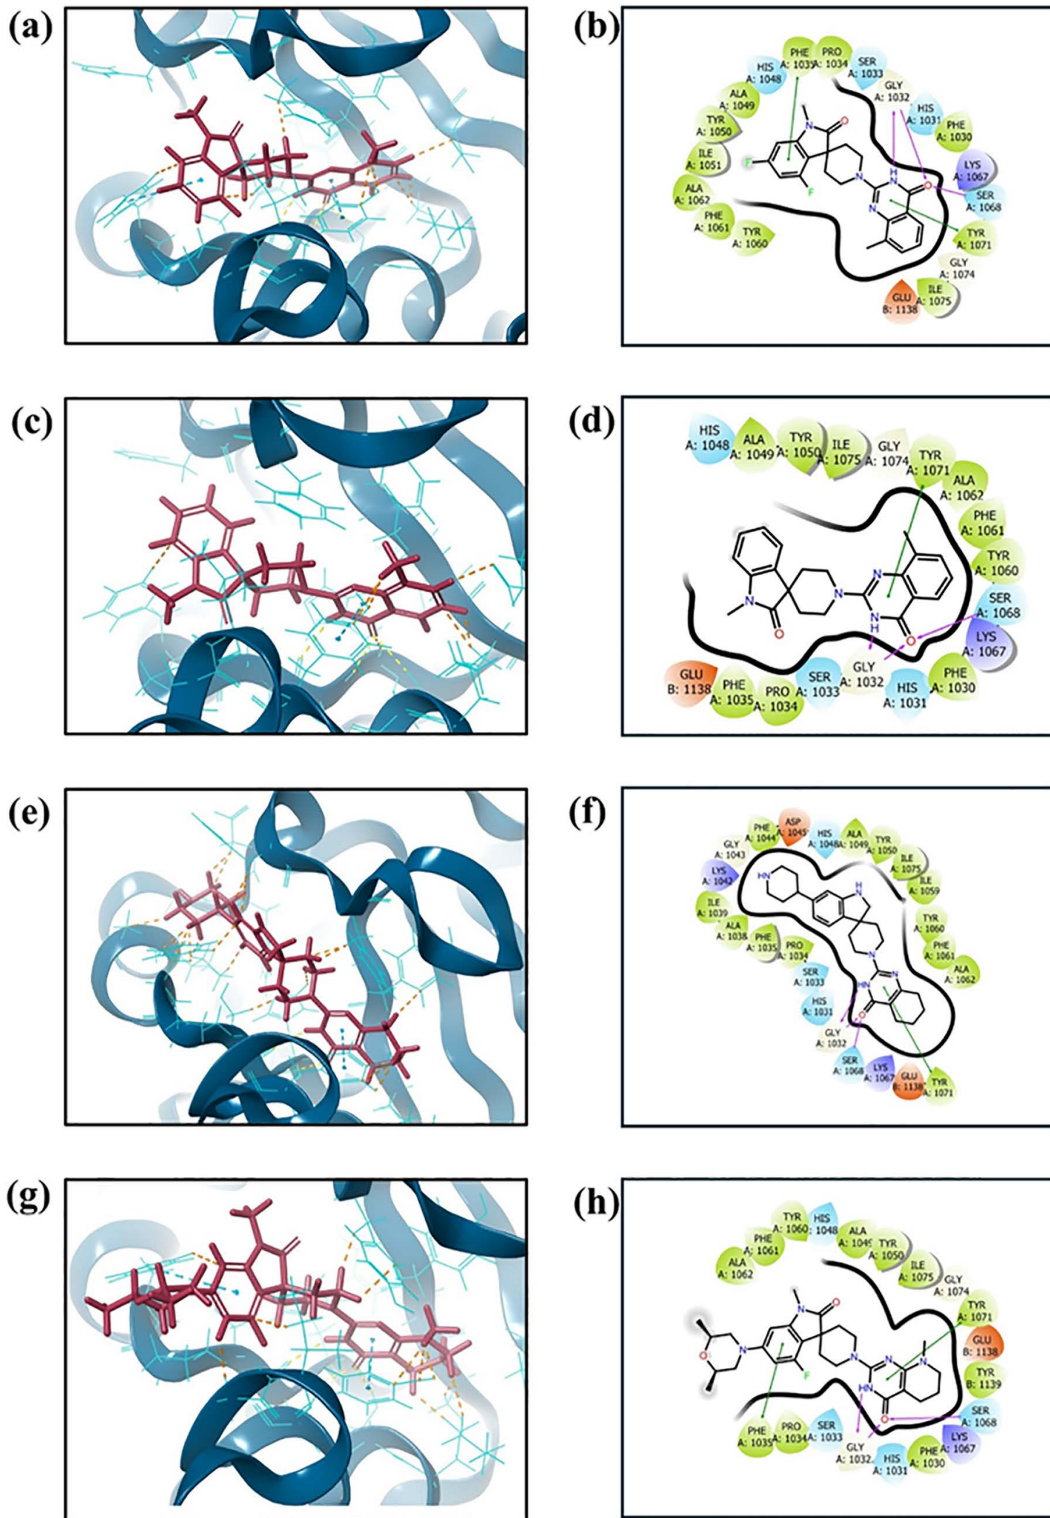 (a)
(b)
HIS
A: 1048
PHE
A: 1035
PRO
A: 1034
SER
A: 1033
GLY
A: 1032
HIS
A: 1031
PHE
A: 1030
LYS
A: 1067
SER
A: 1068
TYR
A: 1071
GLY
A: 1074
ILE
A: 1075
GLU
B: 1138
ALA
A: 1049
TYR
A: 1050
ILE
A: 1051
ALA
A: 1062
PHE
A: 1061
TYR
A: 1060
N
O
F
F
N
N
H
N
O
(c)
(d)
HIS
A: 1048
ALA
A: 1049
TYR
A: 1050
ILE
A: 1075
GLY
A: 1074
TYR
A: 1071
ALA
A: 1062
PHE
A: 1061
TYR
A: 1060
SER
A: 1068
LYS
A: 1067
PHE
A: 1030
HIS
A: 1031
GLY
A: 1032
SER
A: 1033
PRO
A: 1034
PHE
A: 1035
GLU
B: 1138
N
O
N
N
N
H
O
(e)
(f)
GLY
A: 1043
PHE
A: 1044
ASP
A: 1045
HIS
A: 1048
ALA
A: 1049
TYR
A: 1050
ILE
A: 1075
ILE
A: 1059
TYR
A: 1060
PHE
A: 1061
ALA
A: 1062
LYS
A: 1042
ILE
A: 1039
ALA
A: 1038
PHE
A: 1035
PRO
A: 1034
SER
A: 1033
HIS
A: 1031
GLY
A: 1032
SER
A: 1068
LYS
A: 1067
GLU
B: 1138
TYR
A: 1071
HN
H
N
N
N
HN
O
(g)
(h)
ALA
A: 1062
PHE
A: 1061
TYR
A: 1060
HIS
A: 1048
ALA
A: 1049
TYR
A: 1050
ILE
A: 1075
GLY
A: 1074
TYR
A: 1071
GLU
B: 1138
TYR
B: 1139
SER
A: 1068
LYS
A: 1067
PHE
A: 1030
HIS
A: 1031
GLY
A: 1032
SER
A: 1033
PRO
A: 1034
PHE
A: 1035
N
O
O
N
F
N
N
N
HN
O